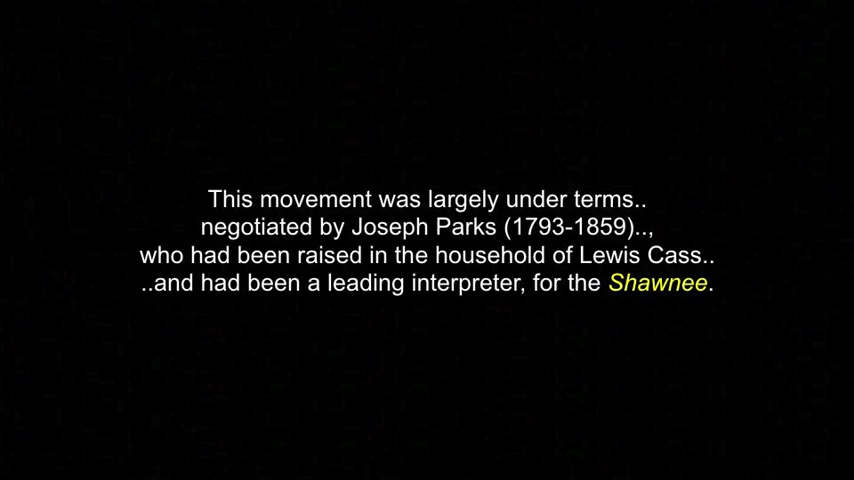 This movement was largely under terms..
negotiated by Joseph Parks (1793-1859)..,
who had been raised in the household of Lewis Cass..
..and had been a leading interpreter, for the Shawnee.